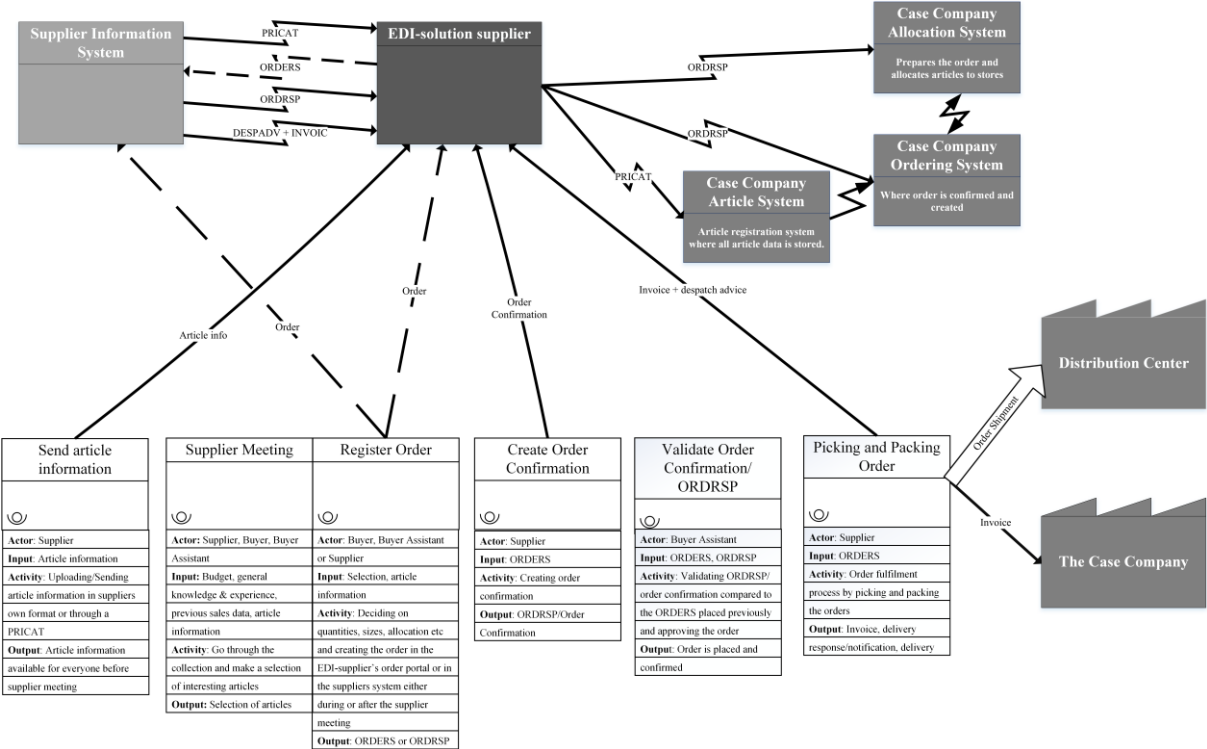 Supplier Information
System
PRICAT
ORDERS
ORDRSP
DESPADV + INVOIC
EDI-solution supplier
ORDRSP
ORDRSP
PRICAT
Case Company
Allocation System
Prepares the order and
allocates articles to stores
Case Company
Ordering System
Where order is confirmed and
created
Case Company
Article System
Article registration system
where all article data is stored.
Article info
Order
Order
Order
Confirmation
Invoice + despatch advice
Distribution Center
Order Shipment
Invoice
The Case Company
Send article
information
Actor: Supplier
Input: Article information
Activity: Uploading/Sending
article information in suppliers
own format or through a
PRICAT
Output: Article information
available for everyone before
supplier meeting
Supplier Meeting
Actor: Supplier, Buyer, Buyer
Assistant
Input: Budget, general
knowledge & experience,
previous sales data, article
information
Activity: Go through the
collection and make a selection
of interesting articles
Output: Selection of articles
Register Order
Actor: Buyer, Buyer Assistant
or Supplier
Input: Selection, article
information
Activity: Deciding on
quantities, sizes, allocation etc
and creating the order in the
EDI-supplier`s order portal or in
the suppliers system either
during or after the supplier
meeting
Output: ORDERS or ORDRSP
Create Order
Confirmation
Actor: Supplier
Input: ORDERS
Activity: Creating order
confirmation
Output: ORDRSP/Order
Confirmation
Validate Order
Confirmation/
ORDRSP
Actor: Buyer Assistant
Input: ORDERS, ORDRSP
Activity: Validating ORDRSP/
order confirmation compared to
the ORDERS placed previously
and approving the order
Output: Order is placed and
confirmed
Picking and Packing
Order
Actor: Supplier
Input: ORDERS
Activity: Order fulfilment
process by picking and packing
the orders
Output: Invoice, delivery
response/notification, delivery